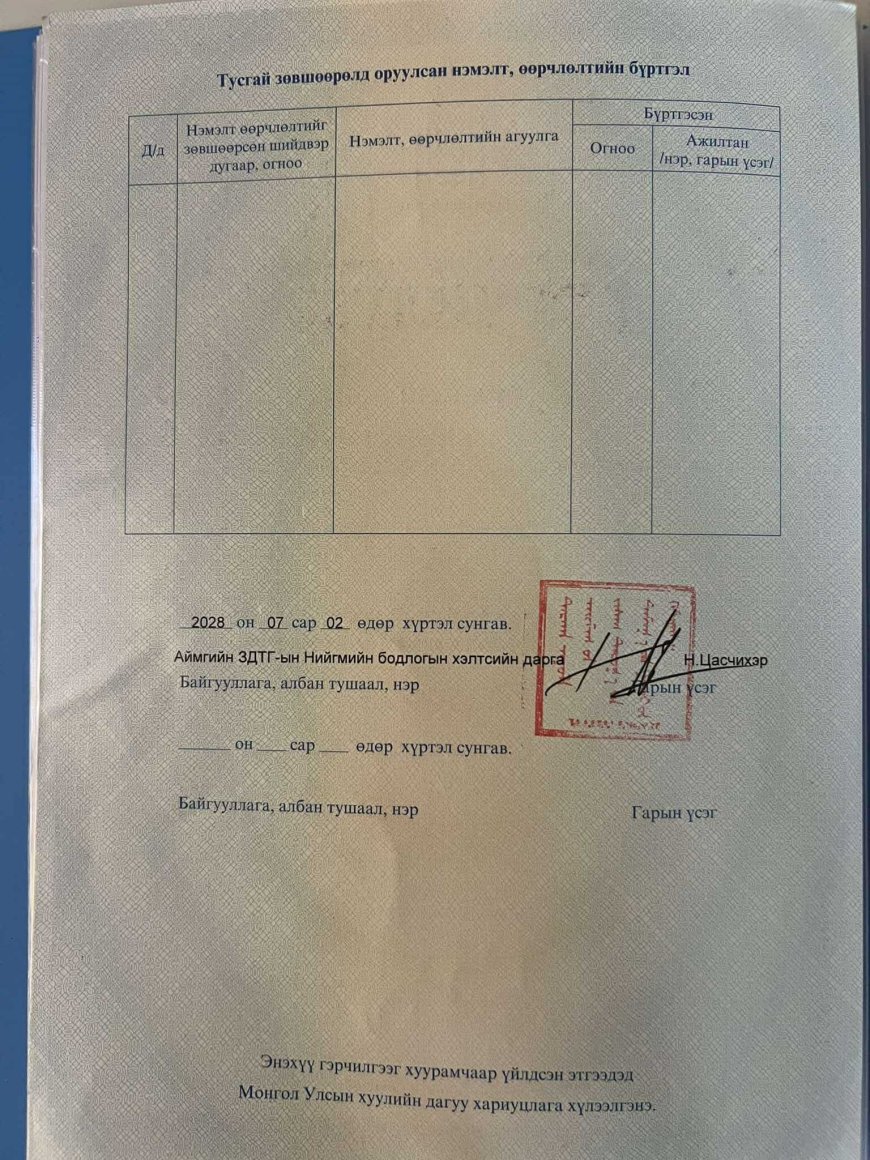 Тусгай зөвшөөрөлд оруулсан нэмэлт, өөрчлөлтийн бүртгэл
Д/д
Нэмэлт өөрчлөлтийг
зөвшөөрсөн шийдвэр
дугаар, огноо
Нэмэлт, өөрчлөлтийн агуулга
Бүртгэсэн
Огноо
Ажилтан
/нэр, гарын үсэг/
2028 он 07 сар 02 өдөр хүртэл сунгав.
Аймгийн ЗДТГ-ын Нийгмийн бодлогын хэлтсийн дарга Н.Цасчихэр
Байгууллага, албан тушаал, нэр Гарын үсэг
______ он ____ сар ____ өдөр хүртэл сунгав.
Байгууллага, албан тушаал, нэр Гарын үсэг
Энэхүү гэрчилгээг хуурамчаар үйлдсэн этгээдэд
Монгол Улсын хуулийн дагуу хариуцлага хүлээлгэнэ.